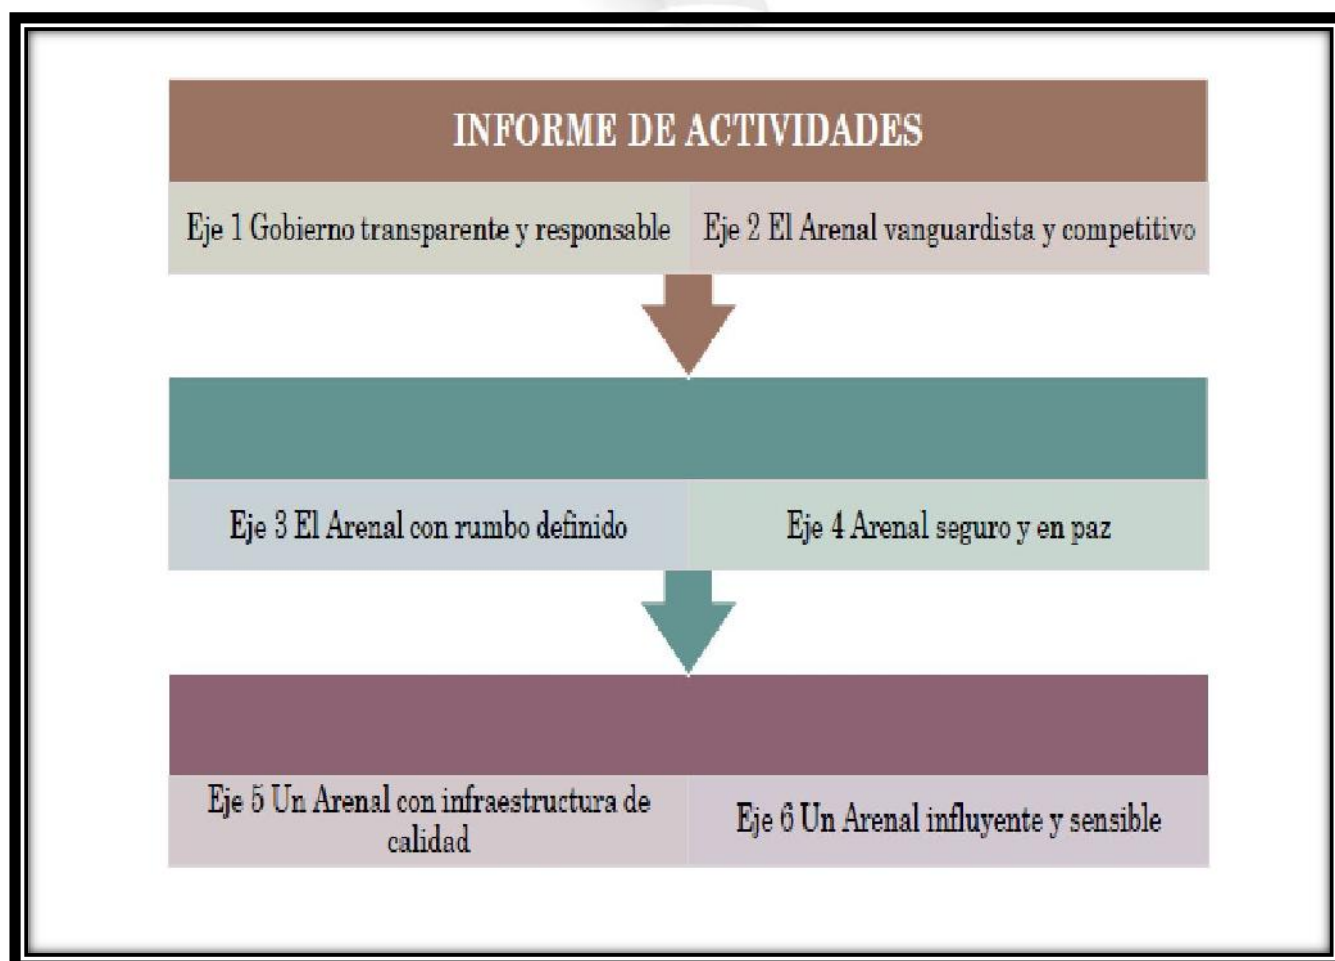 INFORME DE ACTIVIDADES
Eje 1 Gobierno transparente y responsable
Eje 2 El Arenal vanguardista y competitivo
Eje 3 El Arenal con rumbo definido
Eje 4 Arenal seguro y en paz
Eje 5 Un Arenal con infraestructura de
calidad
Eje 6 Un Arenal influyente y sensible